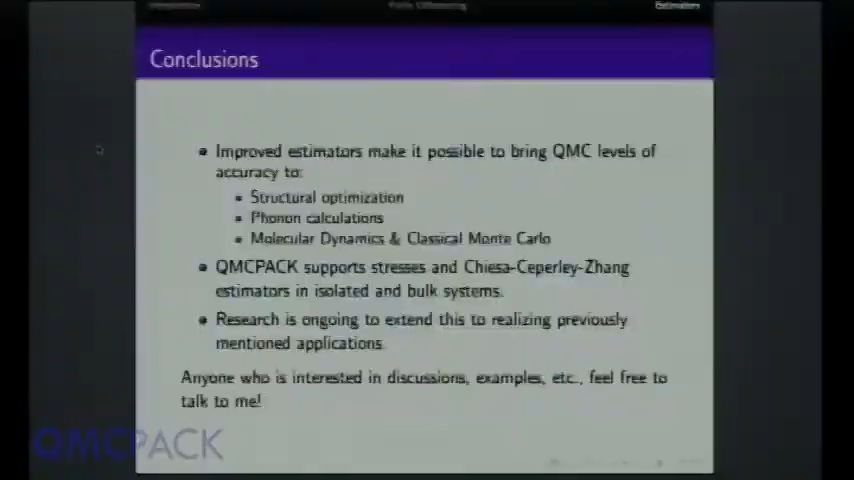 Estimators
Conclusions
Improved estimators make it possible to bring QMC levels of
accuracy to:
Structural optimization
Phonon calculations
Molecular Dynamics & Classical Monte Carlo
QMCPACK supports stresses and Chiesa-Ceperley-Zhang
estimators in isolated and bulk systems.
Research is ongoing to extend this to realizing previously
mentioned applications.
Anyone who is interested in discussions, examples, etc., feel free to
talk to me!
QMCPACK